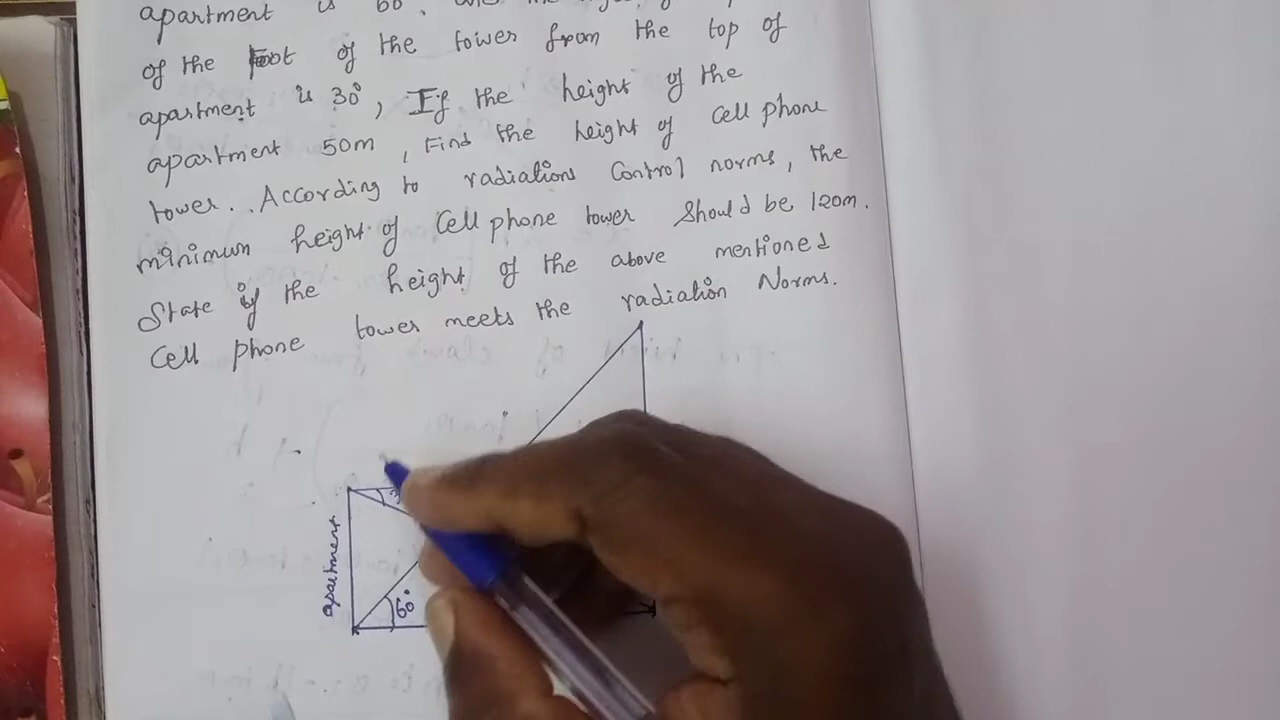 apartment is 60
of the foot of the tower from the top of
apartment is 30°, If the height of the
apartment 50m, Find the height of cell phone
tower. According to radiations Control norms, the
minimum height of Cell phone tower Should be 120m.
State if the height of the above mentioned
Cell phone tower meets the radiation Norms.
apartment
60°